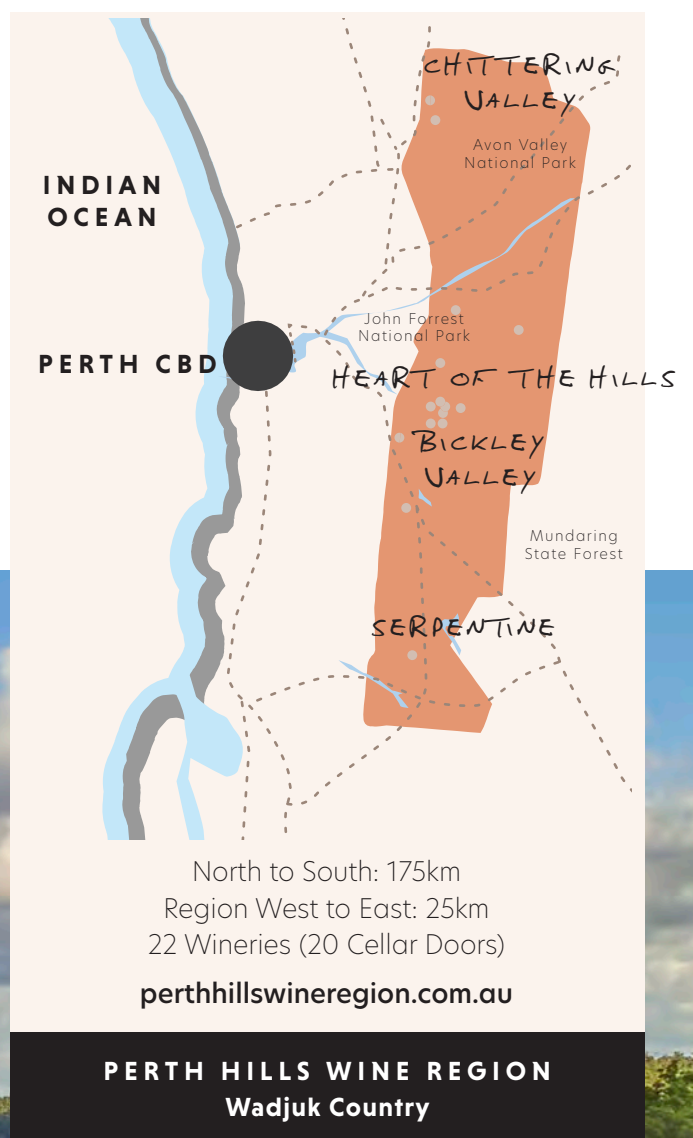 CHITTERING
VALLEY
Avon Valley
National Park
INDIAN
OCEAN
John Forrest
National Park
PERTH CBD
HEART OF THE HILLS
BICKLEY
VALLEY
Mundaring
State Forest
SERPENTINE
North to South: 175km
Region West to East: 25km
22 Wineries (20 Cellar Doors)
perthhillswineregion.com.au
PERTH HILLS WINE REGION
Wadjuk Country